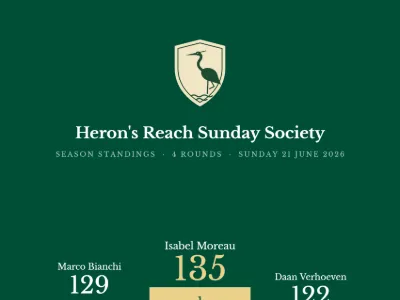 Heron's Reach Sunday Society
SEASON STANDINGS · 4 ROUNDS · SUNDAY 21 JUNE 2026
Isabel Moreau
135
Marco Bianchi
129
Daan Verhoeven
122